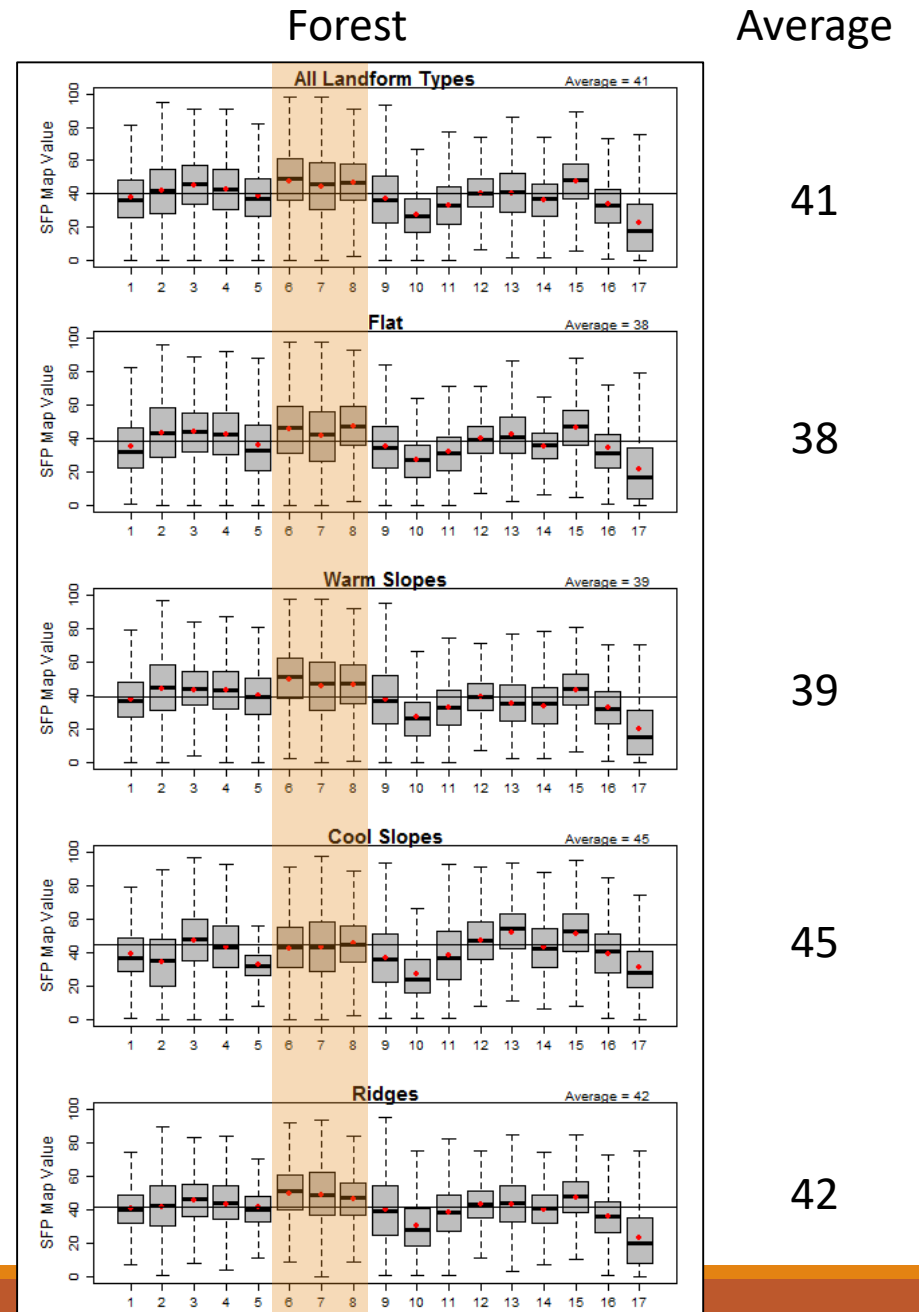 Forest Average
All Landform Types Average = 41
SFP Map Value
100
80
60
40
20
0
1 2 3 4 5 6 7 8 9 10 11 12 13 14 15 16 17
41
Flat Average = 38
SFP Map Value
100
80
60
40
20
0
1 2 3 4 5 6 7 8 9 10 11 12 13 14 15 16 17
38
Warm Slopes Average = 39
SFP Map Value
100
80
60
40
20
0
1 2 3 4 5 6 7 8 9 10 11 12 13 14 15 16 17
39
Cool Slopes Average = 45
SFP Map Value
100
80
60
40
20
0
1 2 3 4 5 6 7 8 9 10 11 12 13 14 15 16 17
45
Ridges Average = 42
SFP Map Value
100
80
60
40
20
0
1 2 3 4 5 6 7 8 9 10 11 12 13 14 15 16 17
42